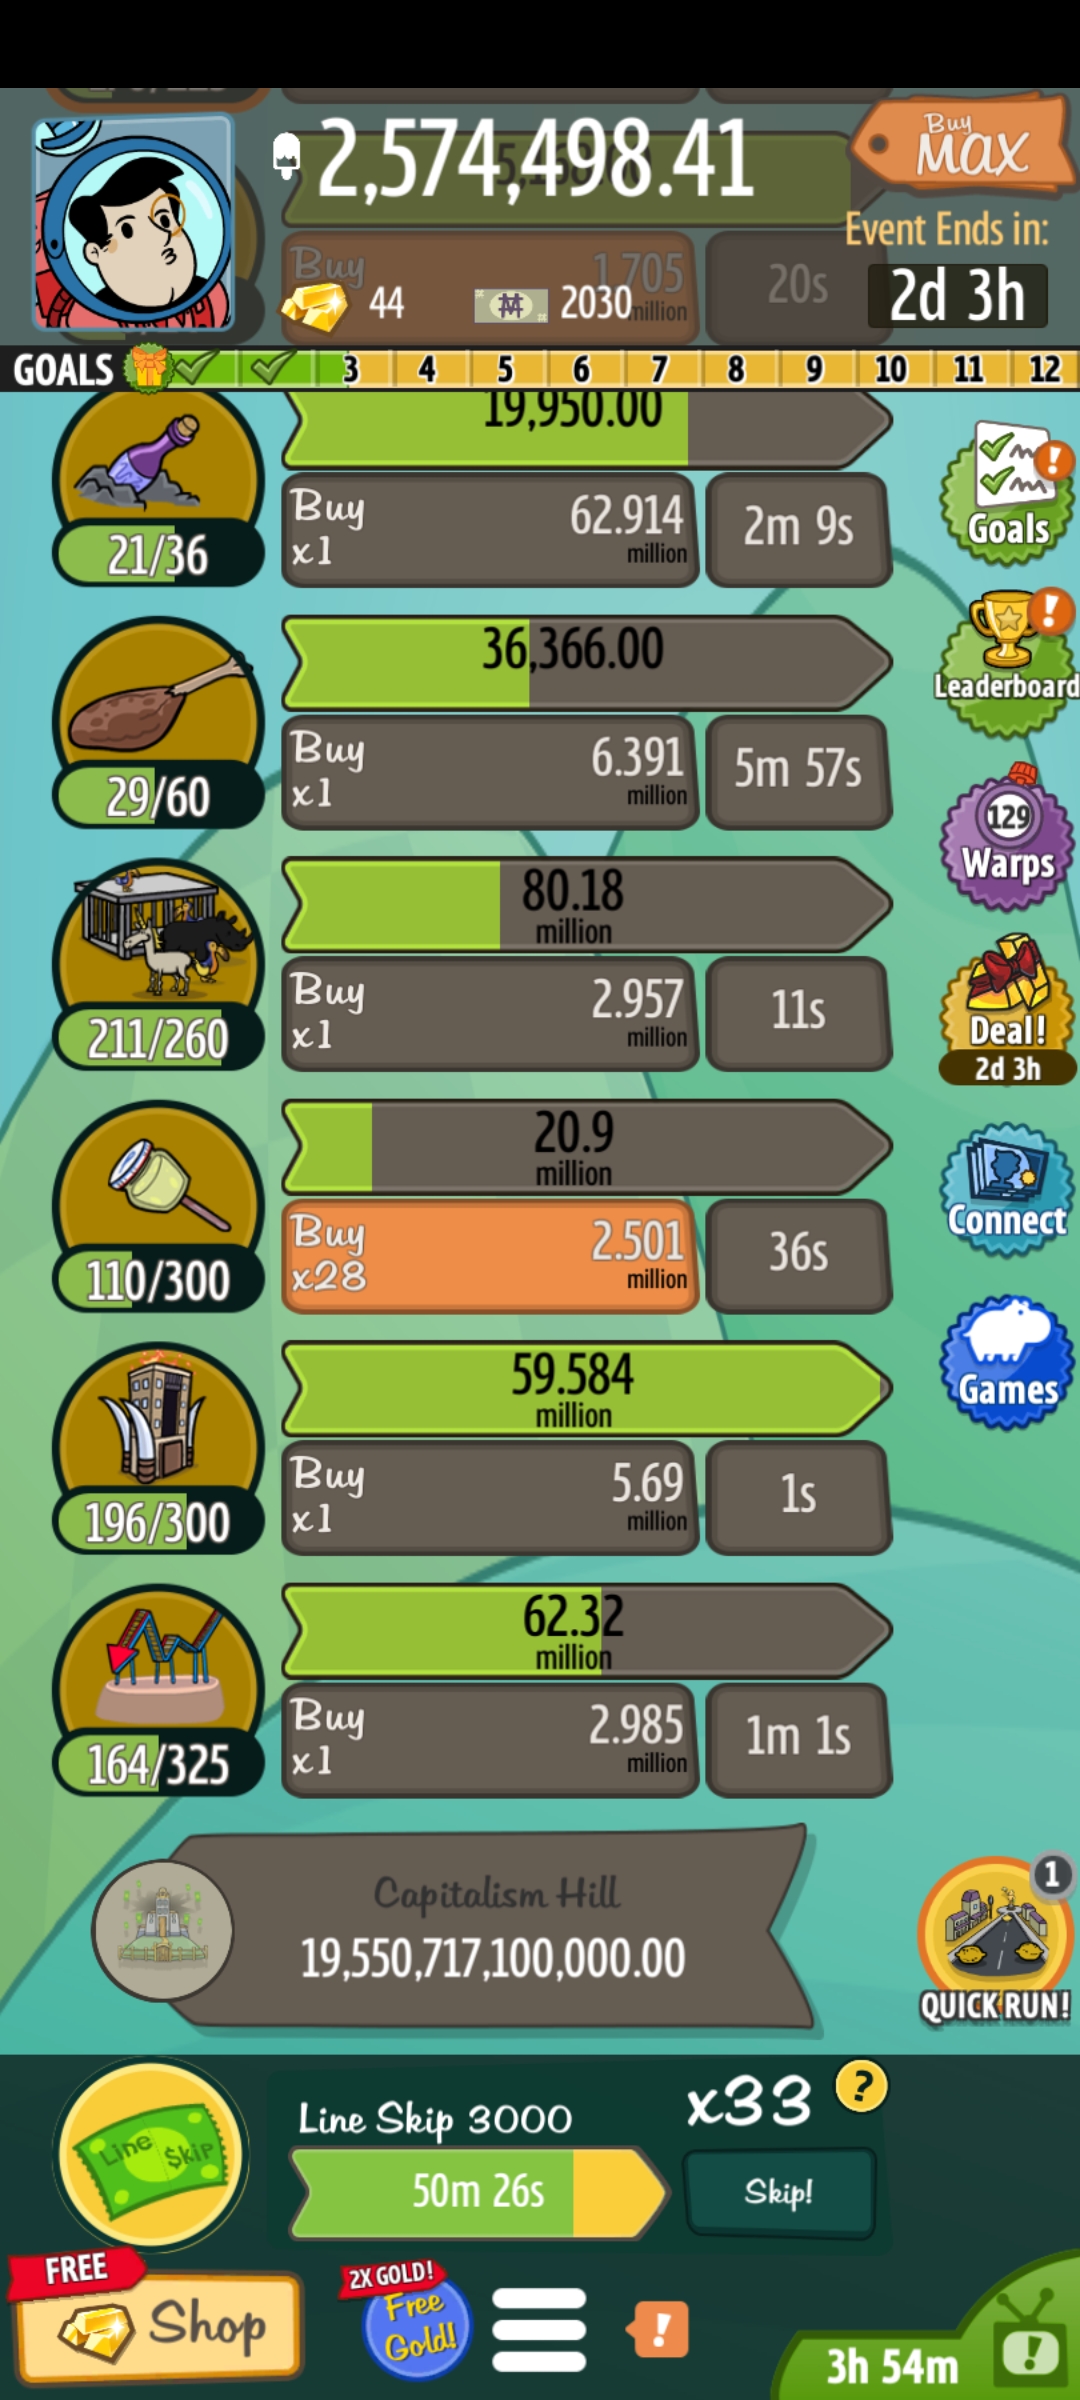 2,574,498.41
Buy
MAX
Event Ends in:
2d 3h
Buy
1.705
million
20s
44
2030
GOALS 3 4 5 6 7 8 9 10 11 12
19,950.00
Buy
x1
62.914
million
2m 9s
21/36
Goals
36,366.00
Leaderboard
Buy
x1
6.391
million
5m 57s
29/60
129
Warps
80.18
million
Buy
x1
2.957
million
11s
211/260
Deal!
2d 3h
20.9
million
Buy
x28
2.501
million
36s
110/300
Connect
59.584
million
Games
Buy
x1
5.69
million
1s
196/300
62.32
million
Buy
x1
2.985
million
1m 1s
164/325
Capitalism Hill
19,550,717,100,000.00
1
QUICK RUN!
Line $kip
Line Skip 3000
x33
?
50m 26s
Skip!
FREE
Shop
2X GOLD!
Free
Gold!
!
3h 54m